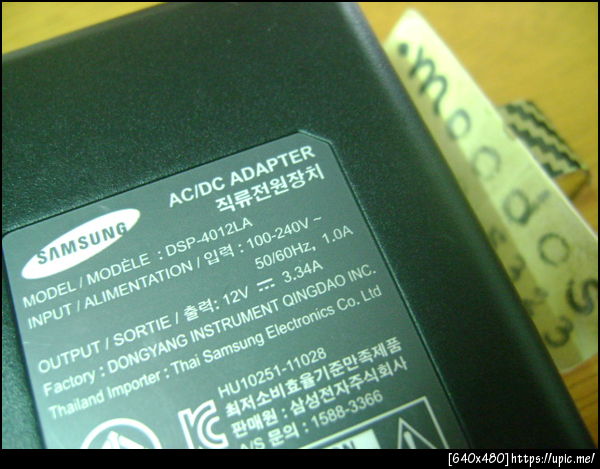 AC/DC ADAPTER
직류전원장치
SAMSUNG
MODEL / MODÈLE : DSP-4012LA
INPUT / ALIMENTATION / 입력 : 100-240V ~
50/60Hz, 1.0A
OUTPUT / SORTIE / 출력: 12V ⎓ 3.34A
Factory : DONGYANG INSTRUMENT QINGDAO INC.
Thailand Importer : Thai Samsung Electronics Co. Ltd
HU10251-11028
최저소비효율기준만족제품
판매원 : 삼성전자주식회사
A/S 문의 : 1588-3366
moodos
[640x480]https://upic.me/